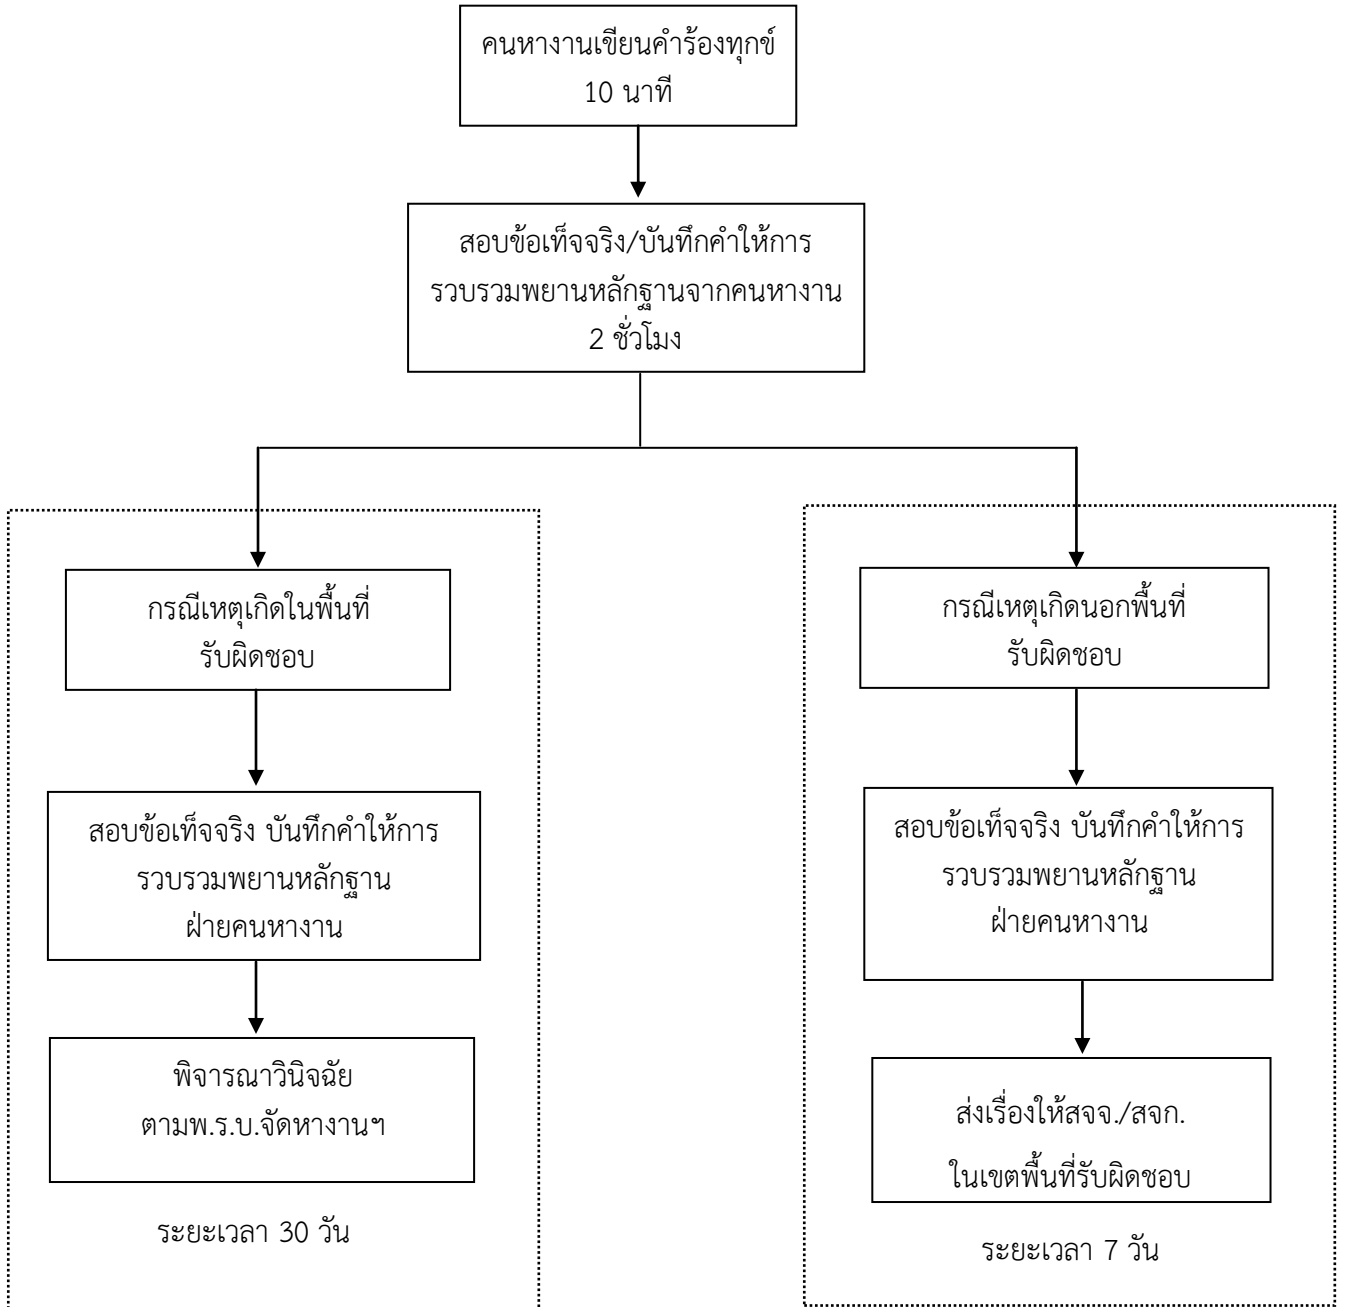 คนหางานเขียนคำร้องทุกข์
10 นาที
สอบข้อเท็จจริง/บันทึกคำให้การ
รวบรวมพยานหลักฐานจากคนหางาน
2 ชั่วโมง
กรณีเหตุเกิดในพื้นที่
รับผิดชอบ
สอบข้อเท็จจริง บันทึกคำให้การ
รวบรวมพยานหลักฐาน
ฝ่ายคนหางาน
พิจารณาวินิจฉัย
ตามพ.ร.บ.จัดหางานฯ
ระยะเวลา 30 วัน
กรณีเหตุเกิดนอกพื้นที่
รับผิดชอบ
สอบข้อเท็จจริง บันทึกคำให้การ
รวบรวมพยานหลักฐาน
ฝ่ายคนหางาน
ส่งเรื่องให้สจจ./สจก.
ในเขตพื้นที่รับผิดชอบ
ระยะเวลา 7 วัน